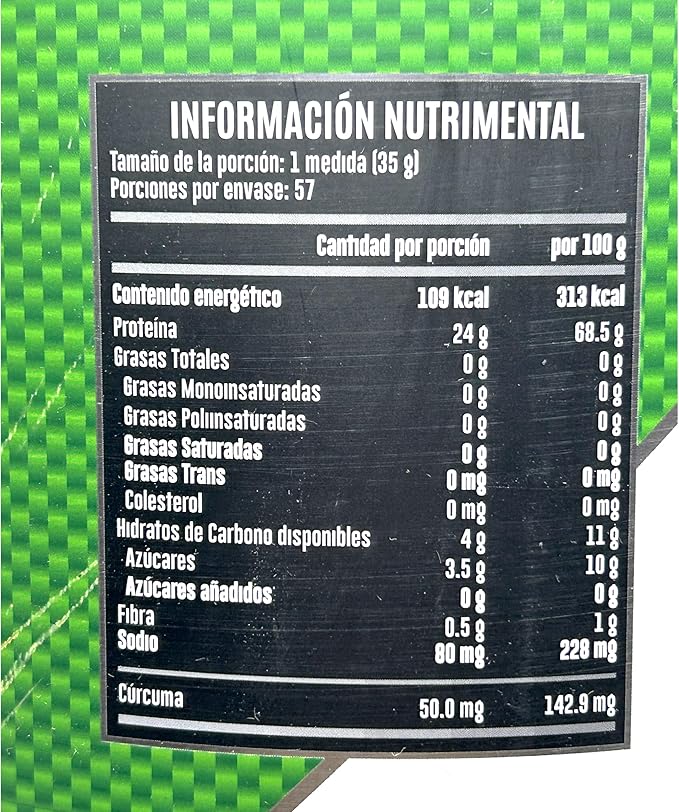 INFORMACIÓN NUTRIMENTAL
Tamaño de la porción: 1 medida (35 g)
Porciones por envase: 57
Cantidad por porción por 100 g
Contenido energético 109 kcal 313 kcal
Proteína 24 g 68.5 g
Grasas Totales 0 g 0 g
Grasas Monoinsaturadas 0 g 0 g
Grasas Poliinsaturadas 0 g 0 g
Grasas Saturadas 0 g 0 g
Grasas Trans 0 mg 0 mg
Colesterol 0 mg 0 mg
Hidratos de Carbono disponibles 4 g 11 g
Azúcares 3.5 g 10 g
Azúcares añadidos 0 g 0 g
Fibra 0.5 g 1 g
Sodio 80 mg 228 mg
Cúrcuma 50.0 mg 142.9 mg